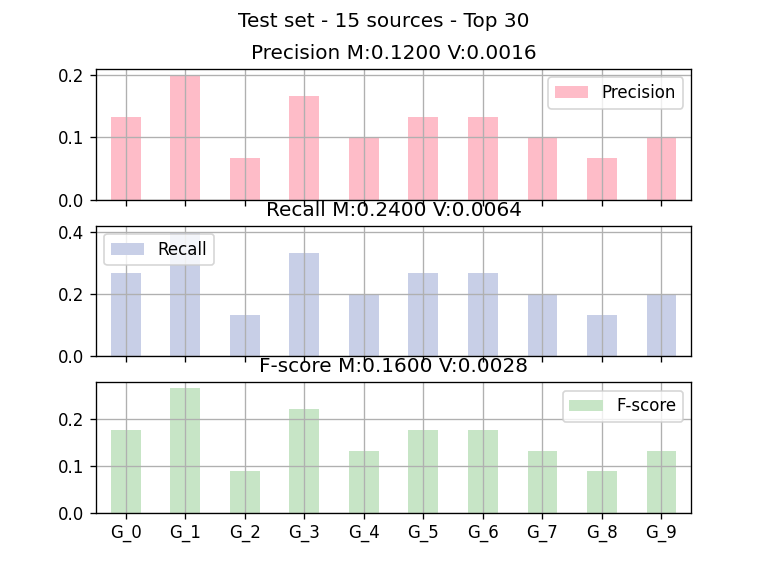 Test set - 15 sources - Top 30
Precision M:0.1200 V:0.0016
0.2
0.1
0.0
Precision
Recall M:0.2400 V:0.0064
0.4
0.2
0.0
Recall
F-score M:0.1600 V:0.0028
0.2
0.1
0.0
F-score
G_0 G_1 G_2 G_3 G_4 G_5 G_6 G_7 G_8 G_9